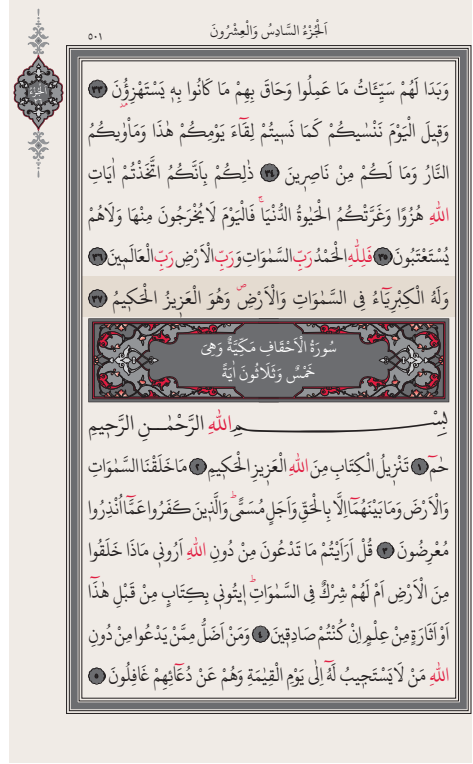 اَلْجُزْءُ السَّادِسُ وَالْعِشْرُونَ
٥٠١
الجزء
وَبَدَا لَهُمْ سَيِّـَٔاتُ مَا عَمِلُوا وَحَاقَ بِهِمْ مَا كَانُوا بِهٖ يَسْتَهْزِؤُ۫نَ ٣٣
وَقٖيلَ الْيَوْمَ نَنْسٰيكُمْ كَمَا نَسٖيتُمْ لِقَٓاءَ يَوْمِكُمْ هٰذَا وَمَاْوٰيكُمُ
النَّارُ وَمَا لَكُمْ مِنْ نَاصِرٖينَ ٣٤ ذٰلِكُمْ بِاَنَّكُمُ اتَّخَذْتُمْ اٰيَاتِ
اللّٰهِ هُزُوًا وَغَرَّتْكُمُ الْحَيٰوةُ الدُّنْيَاۚ فَالْيَوْمَ لَايُخْرَجُونَ مِنْهَا وَلَاهُمْ
يُسْتَعْتَبُونَ ٣٥ فَلِلّٰهِ الْحَمْدُ رَبِّ السَّمٰوَاتِ وَرَبِّ الْاَرْضِ رَبِّ الْعَالَمٖينَ ٣٦
وَلَهُ الْكِبْرِيَٓاءُ فِى السَّمٰوَاتِ وَالْاَرْضِۖ وَهُوَ الْعَزٖيزُ الْحَكٖيمُ ٣٧
سُورَةُ الْاَحْقَافِ مَكِّيَّةٌ وَهِىَ
خَمْسٌ وَثَلَاثُونَ اٰيَةً
بِسْــــــمِ اللّٰهِ الرَّحْمٰـــنِ الرَّحٖيمِ
حٰمٓ ١ تَنْزٖيلُ الْكِتَابِ مِنَ اللّٰهِ الْعَزٖيزِ الْحَكٖيمِ ٢ مَا خَلَقْنَا السَّمٰوَاتِ
وَالْاَرْضَ وَمَا بَيْنَهُمَٓا اِلَّا بِالْحَقِّ وَاَجَلٍ مُسَمًّىۜ وَالَّذٖينَ كَفَرُوا عَمَّٓا اُنْذِرُوا
مُعْرِضُونَ ٣ قُلْ اَرَاَيْتُمْ مَا تَدْعُونَ مِنْ دُونِ اللّٰهِ اَرُونٖى مَاذَا خَلَقُوا
مِنَ الْاَرْضِ اَمْ لَهُمْ شِرْكٌ فِى السَّمٰوَاتِۜ اٖيتُونٖى بِكِتَابٍ مِنْ قَبْلِ هٰذَٓا
اَوْ اَثَارَةٍ مِنْ عِلْمٍ اِنْ كُنْتُمْ صَادِقٖينَ ٤ وَمَنْ اَضَلُّ مِمَّنْ يَدْعُوا مِنْ دُونِ
اللّٰهِ مَنْ لَايَسْتَجٖيبُ لَهُٓ اِلٰى يَوْمِ الْقِيٰمَةِ وَهُمْ عَنْ دُعَٓائِهِمْ غَافِلُونَ ٥